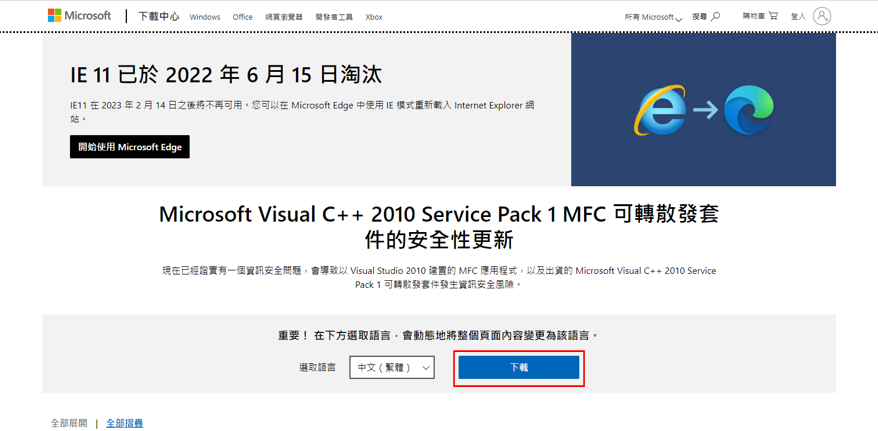 Microsoft 下載中心 Windows Office 網頁瀏覽器 開發者工具 Xbox 所有 Microsoft 搜尋 購物車 登入
IE 11 已於 2022 年 6 月 15 日淘汰
IE11 在 2023 年 2 月 14 日之後將不再可用。您可以在 Microsoft Edge 中使用 IE 模式重新載入 Internet Explorer 網
站。
開始使用 Microsoft Edge
Microsoft Visual C++ 2010 Service Pack 1 MFC 可轉散發套
件的安全性更新
現在已經證實有一個資訊安全問題，會導致以 Visual Studio 2010 建置的 MFC 應用程式，以及出貨的 Microsoft Visual C++ 2010 Service
Pack 1 可轉散發套件發生資訊安全風險。
重要！ 在下方選取語言，會動態地將整個頁面內容變更為該語言。
選取語言 中文（繁體） 下載
全部展開 | 全部摺疊